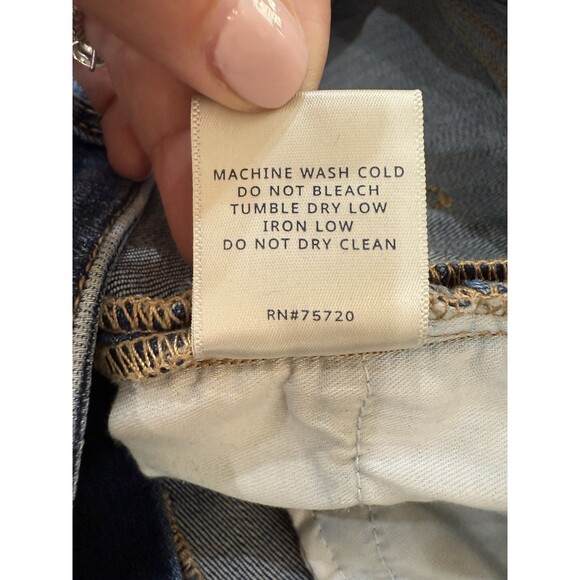 MACHINE WASH COLD
DO NOT BLEACH
TUMBLE DRY LOW
IRON LOW
DO NOT DRY CLEAN
RN#75720